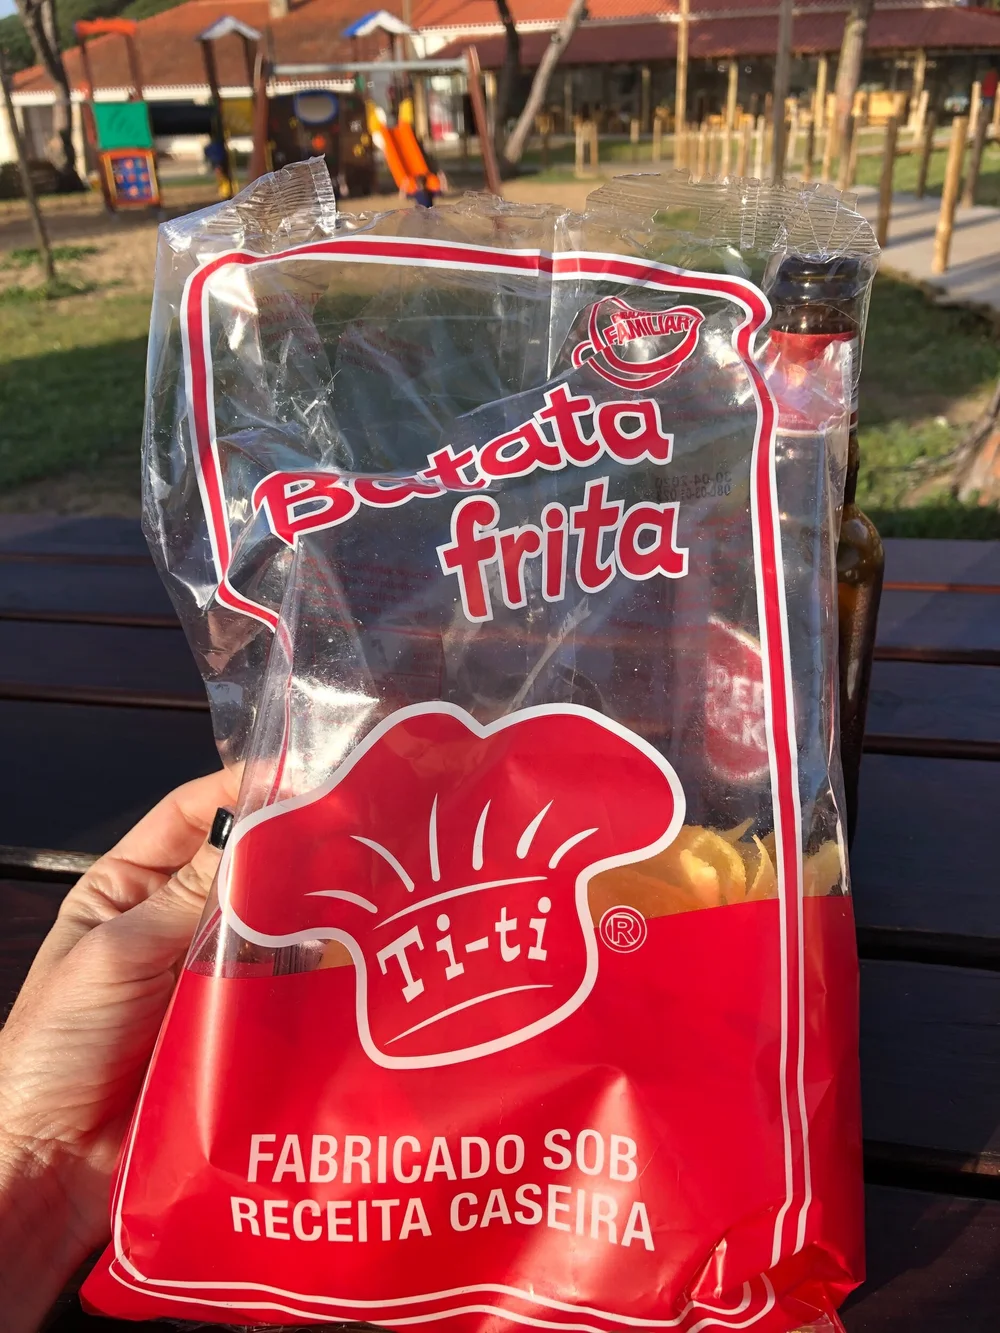 FAMILIAR
Batata
frita
Ti-ti
®
FABRICADO SOB
RECEITA CASEIRA